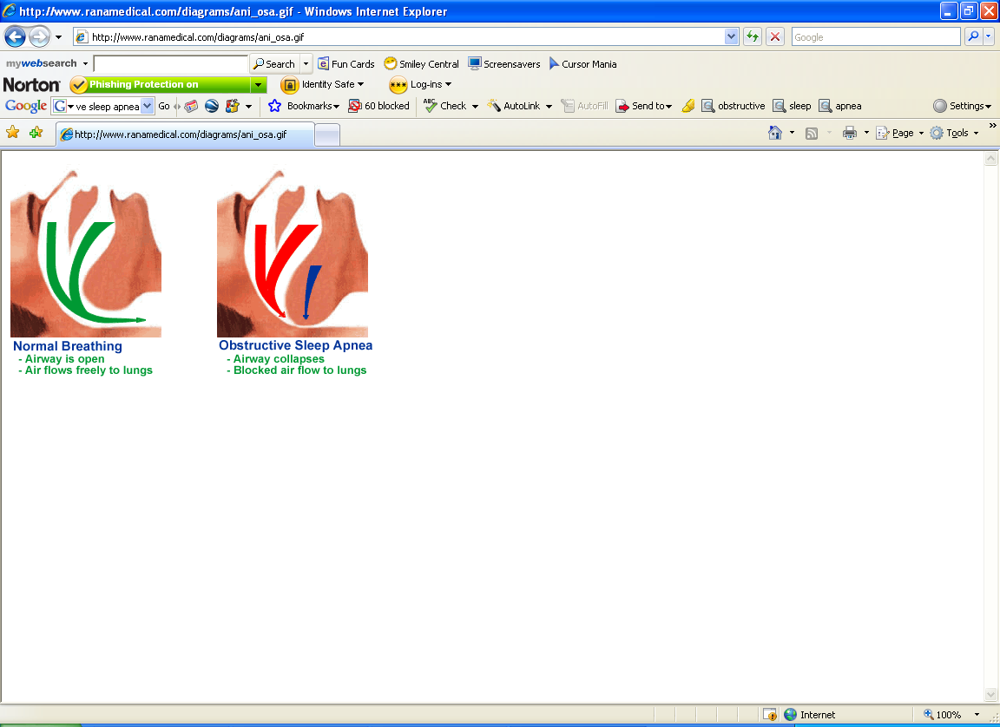 http://www.ranamedical.com/diagrams/ani_osa.gif - Windows Internet Explorer
http://www.ranamedical.com/diagrams/ani_osa.gif Google
mywebsearch Search Fun Cards Smiley Central Screensavers Cursor Mania
Norton Phishing Protection on Identity Safe Log-ins
Google G ve sleep apnea Go Bookmarks 60 blocked ABC Check AutoLink AutoFill Send to obstructive sleep apnea Settings
http://www.ranamedical.com/diagrams/ani_osa.gif Page Tools
Normal Breathing
- Airway is open
- Air flows freely to lungs
Obstructive Sleep Apnea
- Airway collapses
- Blocked air flow to lungs
Internet 100%